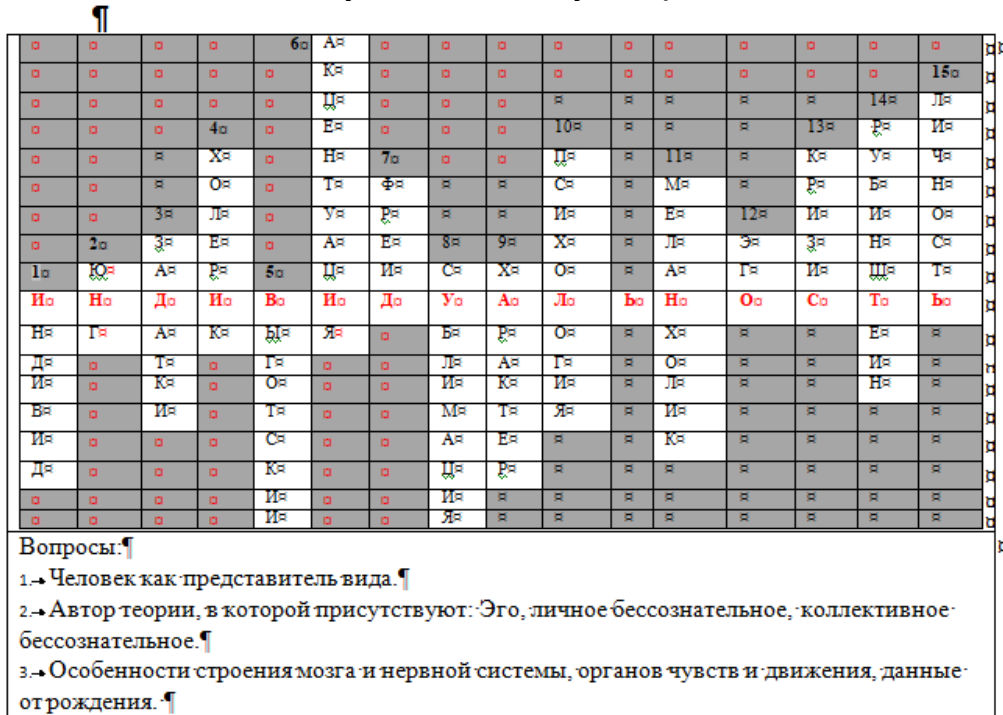 6 А
К 15
Ц 14 Л
4 Е 10 13 Р И
Х Н 7 П 11 К У Ч
О Т Ф С М Р Б Н
3 Л У Р И Е 12 И И О
2 З Е А Е 8 9 Х Л Э З Н С
1 Ю А Р 5 Ц И С Х О А Г И Щ Т
И Н Д И В И Д У А Л Ь Н О С Т Ь
Н Г А К Ы Я Б Р О Х Е
Д Т Г Л А Г О И
И К О И К И Л Н
В И Т М Т Я И
И С А Е К
Д К Ц Р
И И
И Я
Вопросы:
1. Человек как представитель вида.
2. Автор теории, в которой присутствуют: Эго, личное бессознательное, коллективное
бессознательное.
3. Особенности строения мозга и нервной системы, органов чувств и движения, данные
от рождения.